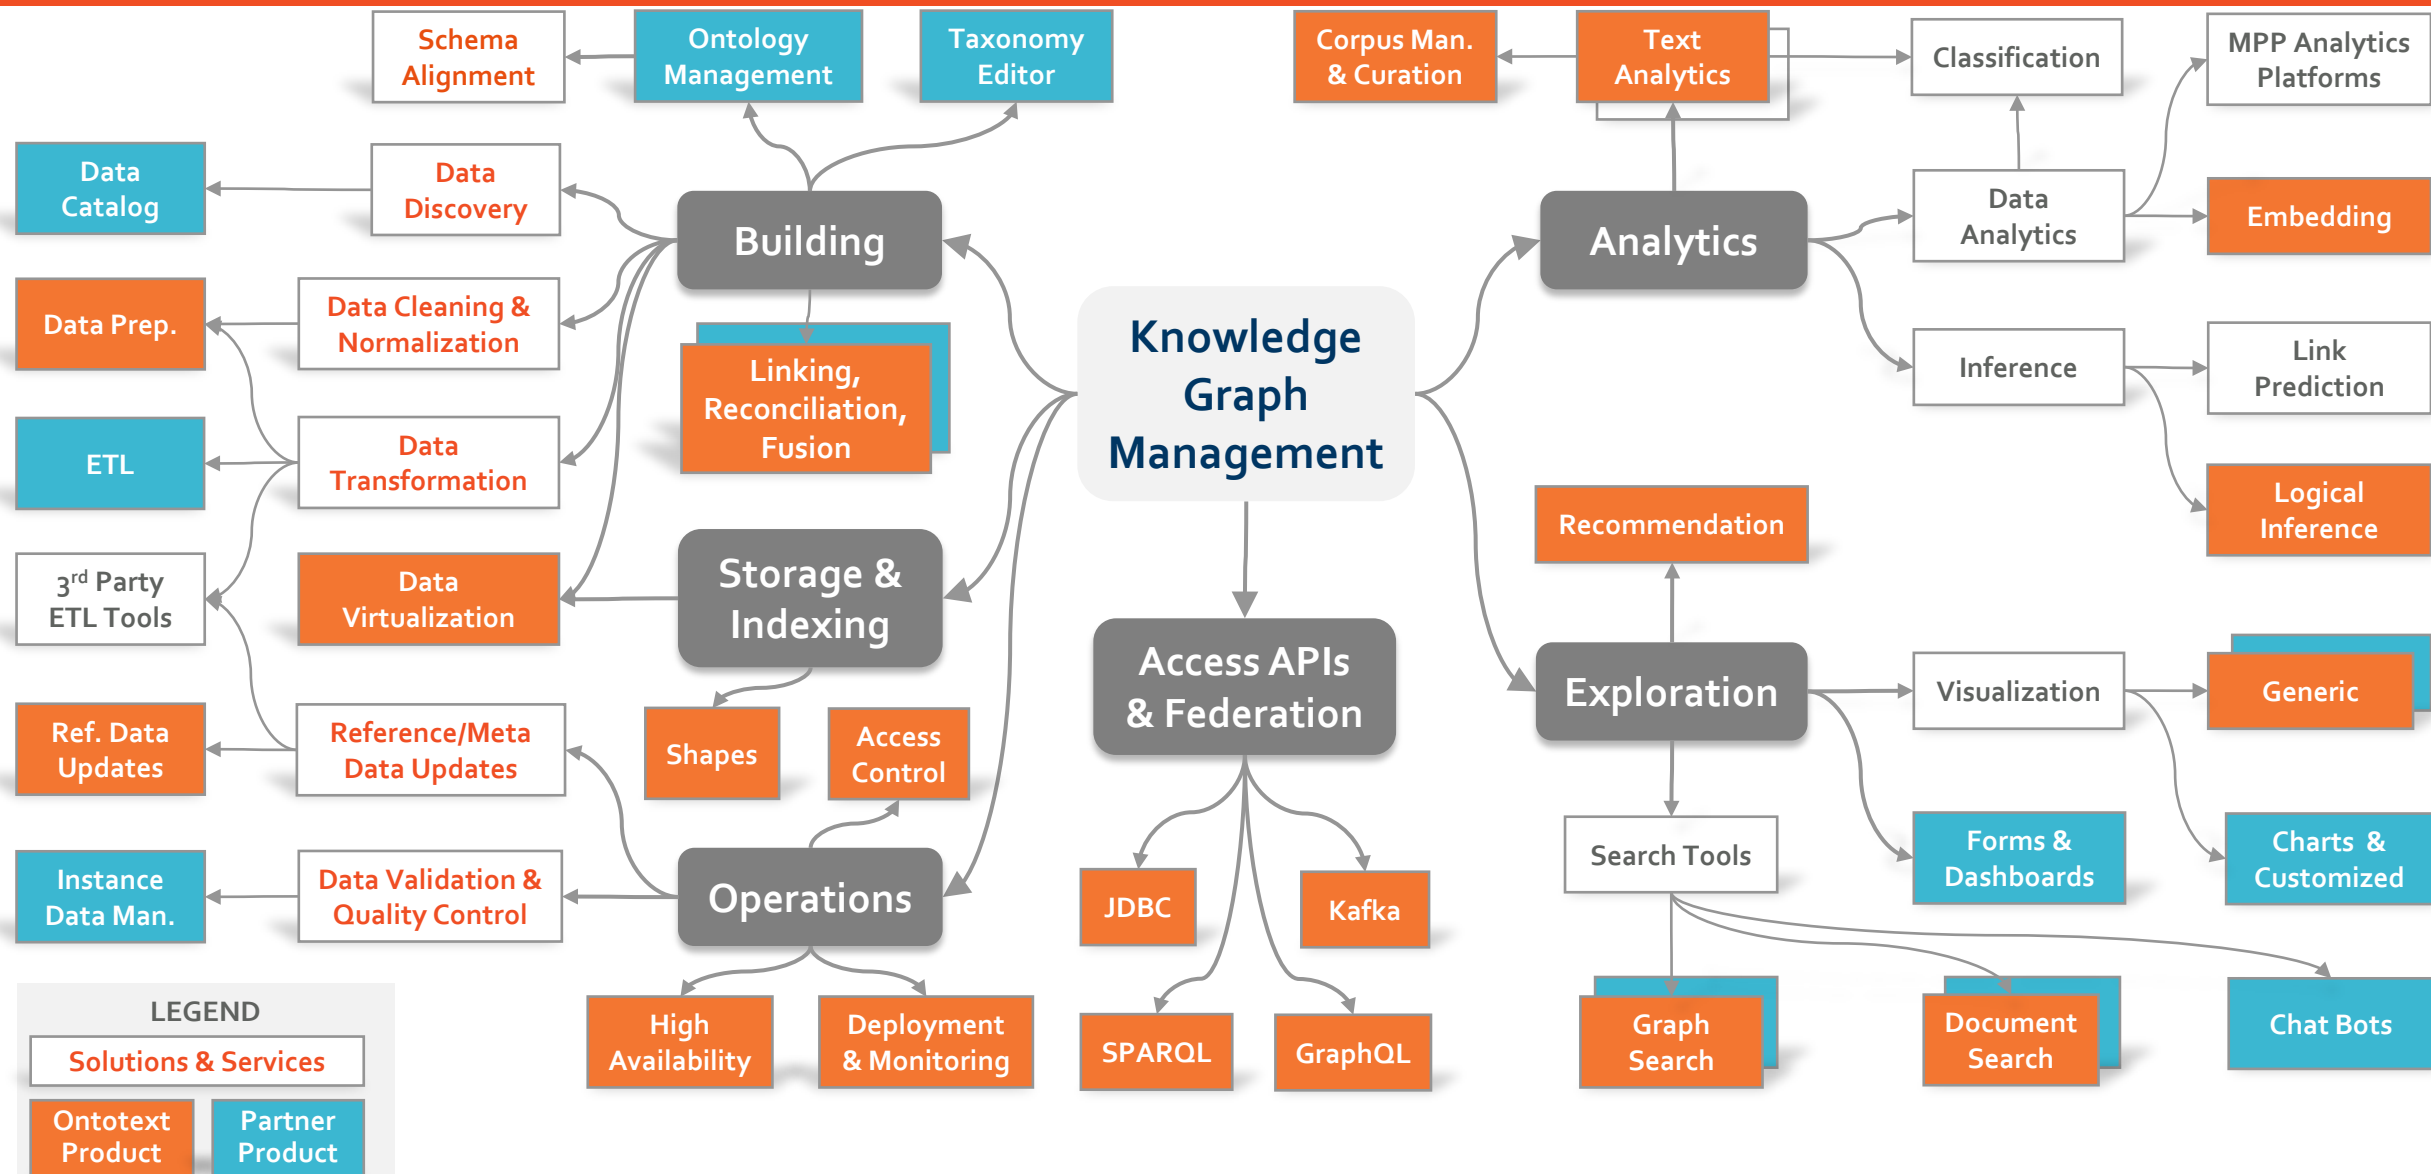 Schema
Alignment
Ontology
Management
Taxonomy
Editor
Corpus Man.
& Curation
Text
Analytics
Classification
MPP Analytics
Platforms
Data
Catalog
Data
Discovery
Building
Analytics
Data
Analytics
Embedding
Data Prep.
Data Cleaning &
Normalization
Linking,
Reconciliation,
Fusion
Knowledge
Graph
Management
Inference
Link
Prediction
ETL
Data
Transformation
Recommendation
Logical
Inference
3rd Party
ETL Tools
Data
Virtualization
Storage &
Indexing
Access APIs
& Federation
Exploration
Visualization
Generic
Ref. Data
Updates
Reference/Meta
Data Updates
Shapes
Access
Control
Search Tools
Forms &
Dashboards
Charts &
Customized
Instance
Data Man.
Data Validation &
Quality Control
Operations
JDBC
Kafka
High
Availability
Deployment
& Monitoring
SPARQL
GraphQL
Graph
Search
Document
Search
Chat Bots
LEGEND
Solutions & Services
Ontotext
Product
Partner
Product